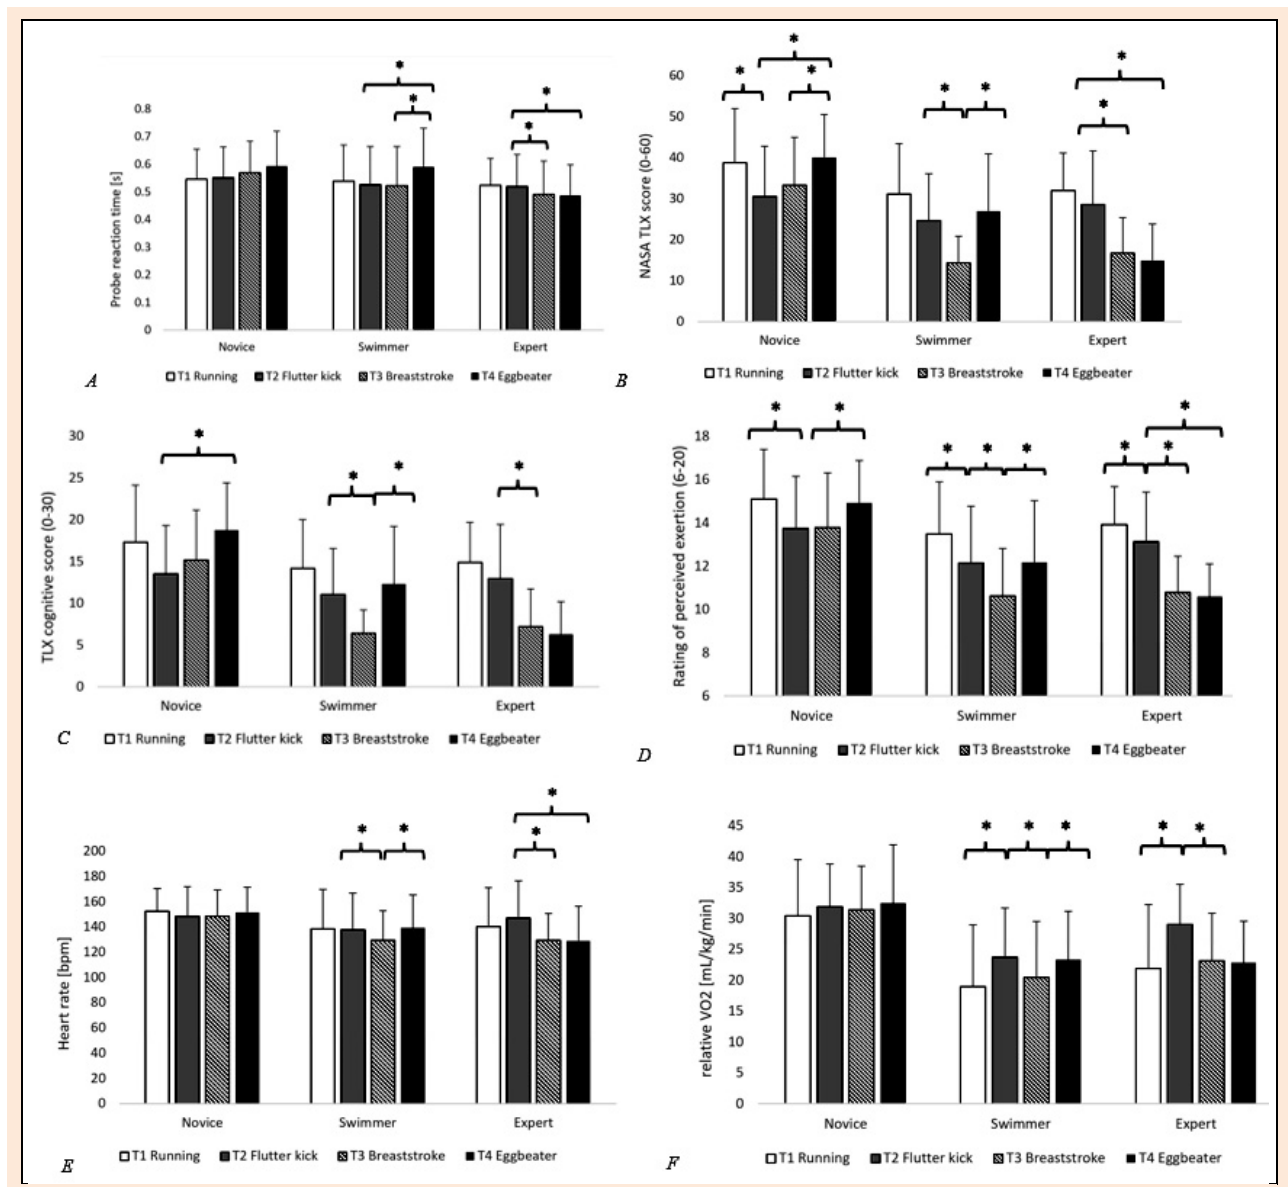 Probe reaction time [s]
0.8
0.7
0.6
0.5
0.4
0.3
0.2
0.1
0
* * * *
Novice Swimmer Expert
A T1 Running T2 Flutter kick T3 Breaststroke T4 Eggbeater
NASA TLX score (0-60)
60
50
40
30
20
10
0
* * * * * * *
Novice Swimmer Expert
B T1 Running T2 Flutter kick T3 Breaststroke T4 Eggbeater
TLX cognitive score (0-30)
30
25
20
15
10
5
0
* * * *
Novice Swimmer Expert
C T1 Running T2 Flutter kick T3 Breaststroke T4 Eggbeater
Rating of perceived exertion (6-20)
18
16
14
12
10
8
6
* * * * * * * *
Novice Swimmer Expert
D T1 Running T2 Flutter kick T3 Breaststroke T4 Eggbeater
Heart rate [bpm]
200
180
160
140
120
100
80
60
40
20
0
* * * *
Novice Swimmer Expert
E T1 Running T2 Flutter kick T3 Breaststroke T4 Eggbeater
relative VO2 [mL/kg/min]
45
40
35
30
25
20
15
10
5
0
* * * * *
Novice Swimmer Expert
F T1 Running T2 Flutter kick T3 Breaststroke T4 Eggbeater